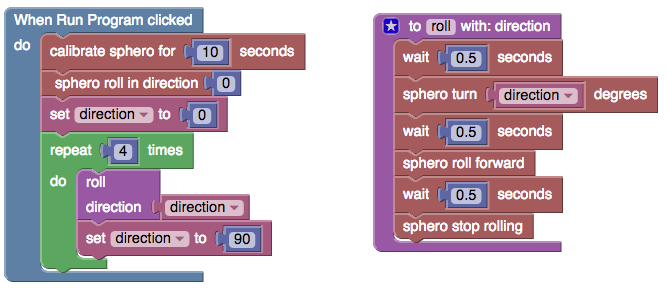 When Run Program clicked
do calibrate sphero for 10 seconds
sphero roll in direction 0
set direction to 0
repeat 4 times
do roll
direction direction
set direction to 90
to roll with: direction
wait 0.5 seconds
sphero turn direction degrees
wait 0.5 seconds
sphero roll forward
wait 0.5 seconds
sphero stop rolling